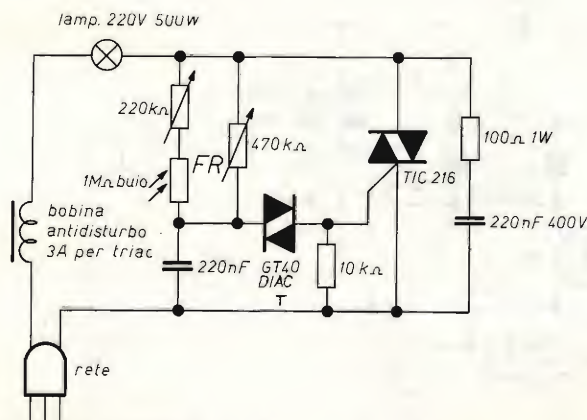 lamp. 220V 500W
220kΩ
1MΩ buio
FR
470kΩ
TIC 216
100Ω 1W
220nF 400V
bobina
antidisturbo
3A per triac
220nF
GT40
DIAC
T
10kΩ
rete